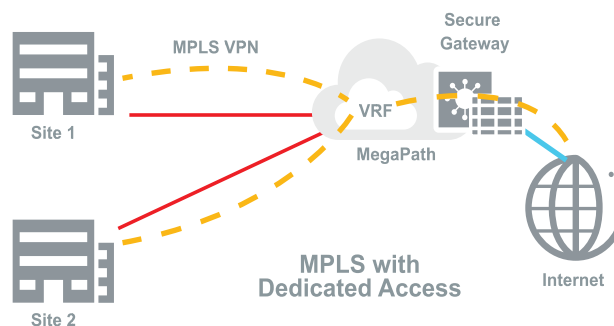 Secure
Gateway
MPLS VPN
VRF
Site 1
MegaPath
MPLS with
Dedicated Access
Internet
Site 2